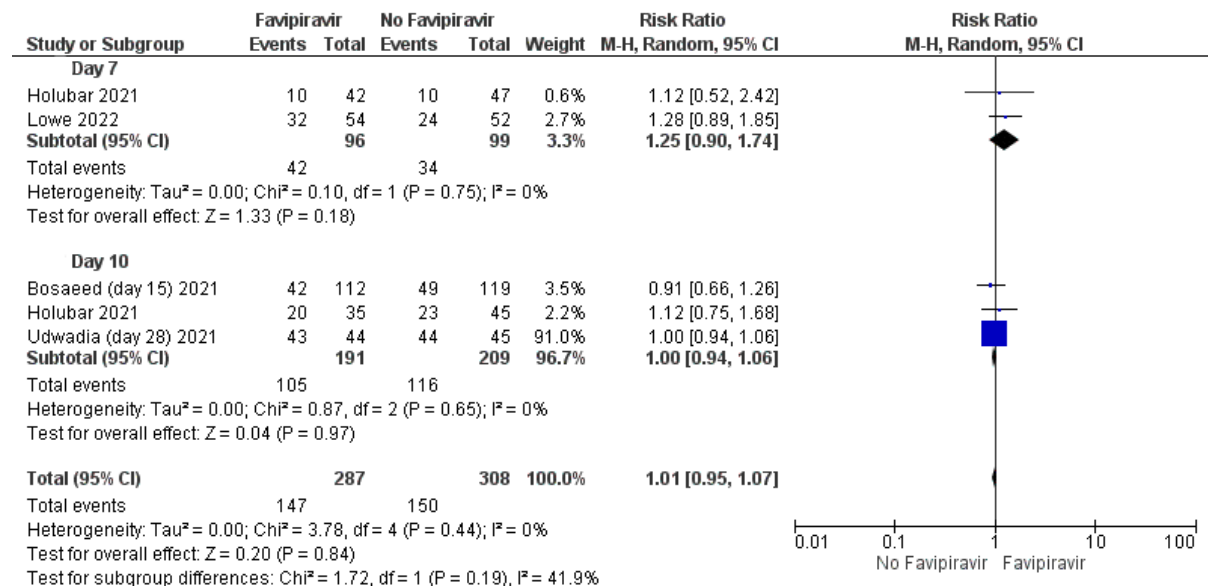 Favipiravir No Favipiravir Risk Ratio Risk Ratio
Study or Subgroup Events Total Events Total Weight M-H, Random, 95% CI M-H, Random, 95% CI
Day 7
Holubar 2021 10 42 10 47 0.6% 1.12 [0.52, 2.42]
Lowe 2022 32 54 24 52 2.7% 1.28 [0.89, 1.85]
Subtotal (95% CI) 96 99 3.3% 1.25 [0.90, 1.74]
Total events 42 34
Heterogeneity: Tau² = 0.00; Chi² = 0.10, df = 1 (P = 0.75); I² = 0%
Test for overall effect: Z = 1.33 (P = 0.18)
Day 10
Bosaeed (day 15) 2021 42 112 49 119 3.5% 0.91 [0.66, 1.26]
Holubar 2021 20 35 23 45 2.2% 1.12 [0.75, 1.68]
Udwadia (day 28) 2021 43 44 44 45 91.0% 1.00 [0.94, 1.06]
Subtotal (95% CI) 191 209 96.7% 1.00 [0.94, 1.06]
Total events 105 116
Heterogeneity: Tau² = 0.00; Chi² = 0.87, df = 2 (P = 0.65); I² = 0%
Test for overall effect: Z = 0.04 (P = 0.97)
Total (95% CI) 287 308 100.0% 1.01 [0.95, 1.07]
Total events 147 150
Heterogeneity: Tau² = 0.00; Chi² = 3.78, df = 4 (P = 0.44); I² = 0%
Test for overall effect: Z = 0.20 (P = 0.84)
Test for subgroup differences: Chi² = 1.72, df = 1 (P = 0.19), I² = 41.9%
0.01 0.1 1 10 100
No Favipiravir Favipiravir